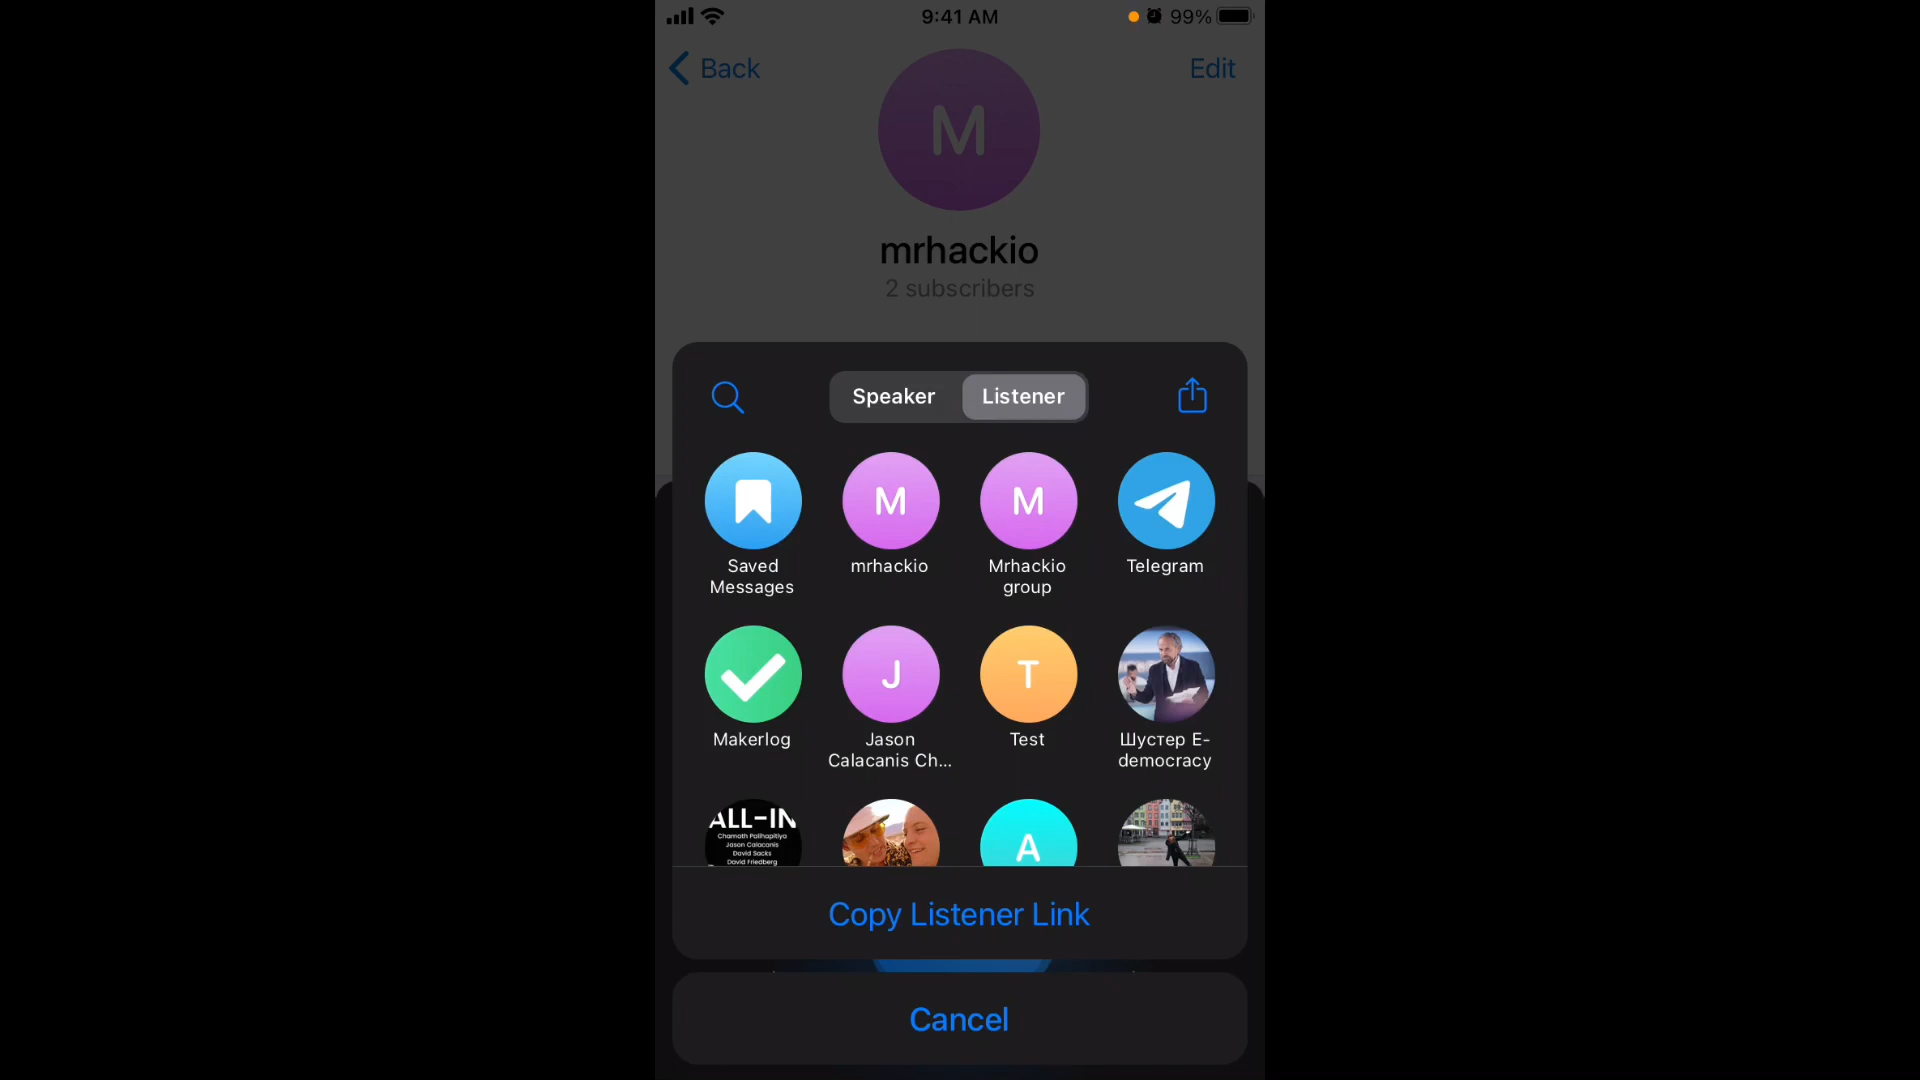 9:41 AM
99%
Back
Edit
M
mrhackio
2 subscribers
Speaker
Listener
M
M
Saved
Messages
mrhackio
Mrhackio
group
Telegram
J
T
Makerlog
Jason
Calacanis Ch...
Test
Шустер E-
democracy
ALL-IN
Chamath Palihapitiya
Jason Calacanis
David Sacks
David Friedberg
A
Copy Listener Link
Cancel